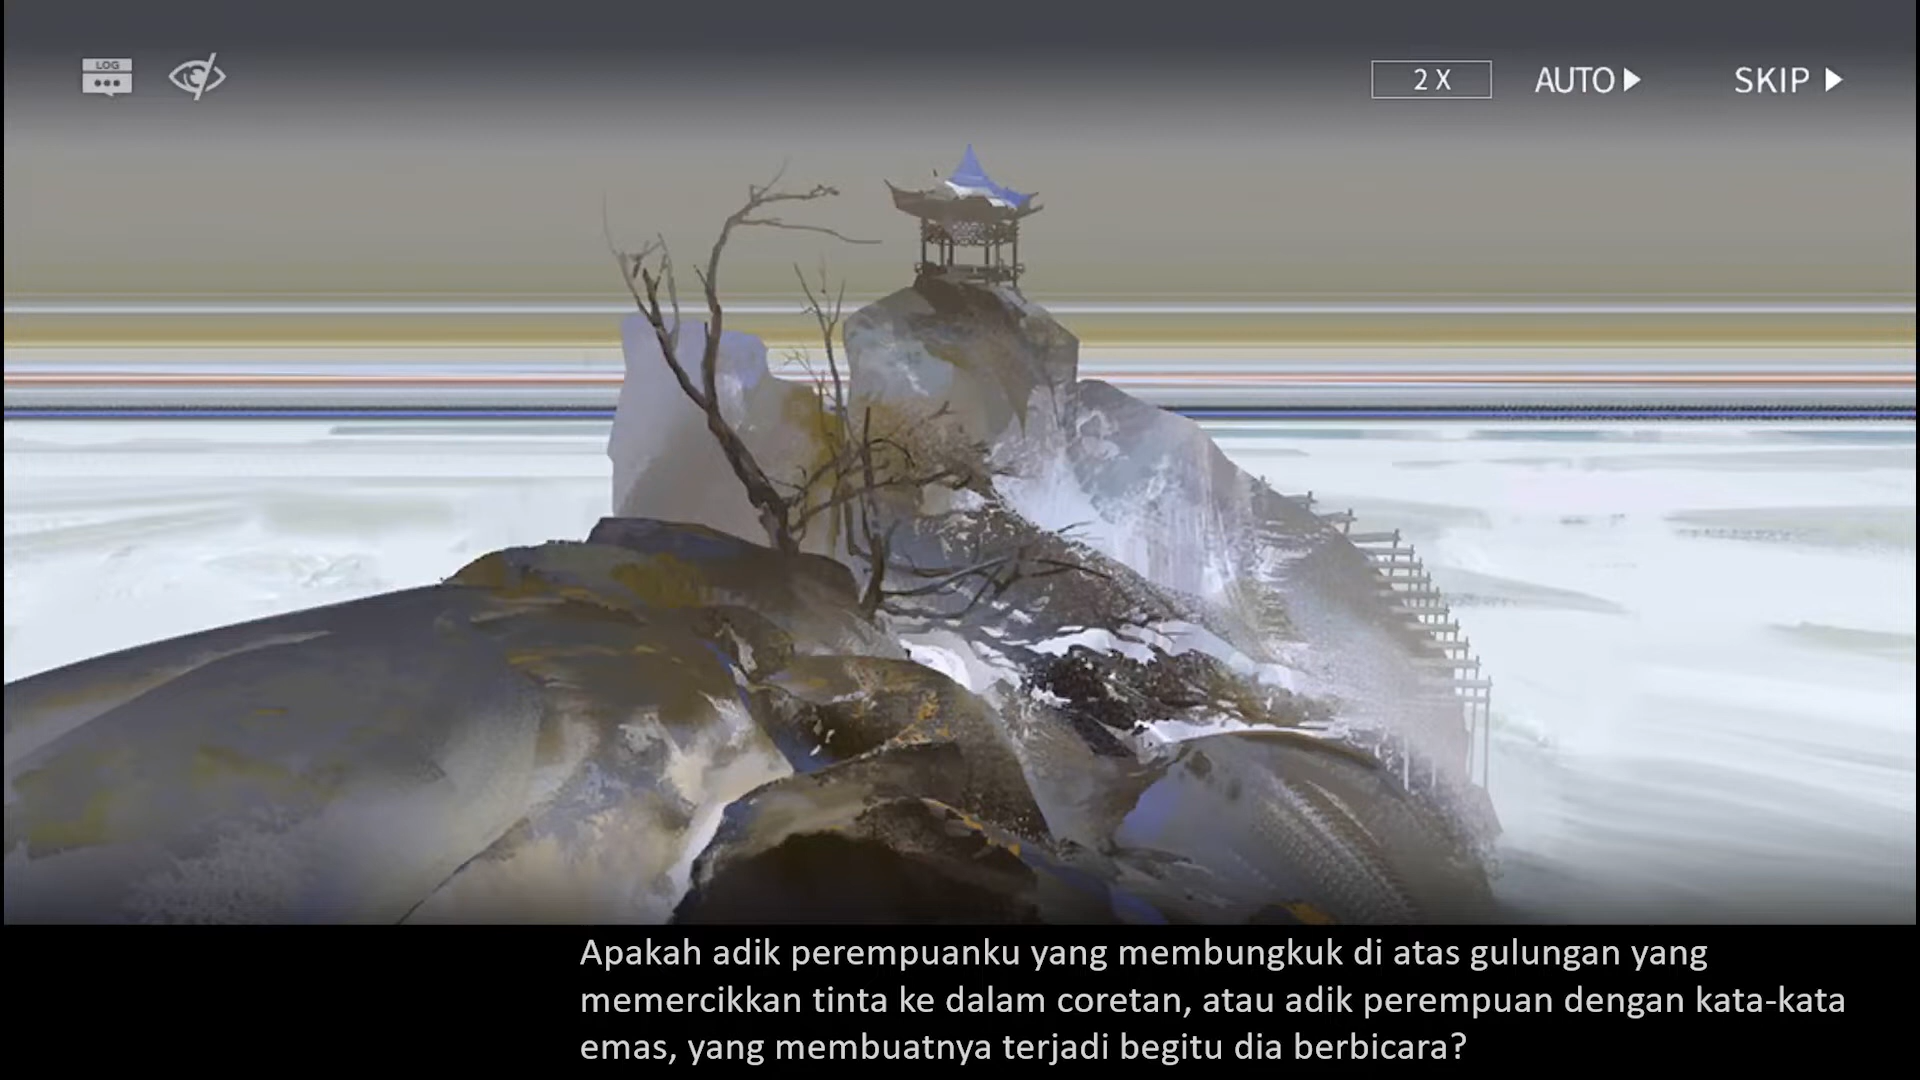 LOG
2 X
AUTO
SKIP
Apakah adik perempuanku yang membungkuk di atas gulungan yang
memercikkan tinta ke dalam coretan, atau adik perempuan dengan kata-kata
emas, yang membuatnya terjadi begitu dia berbicara?